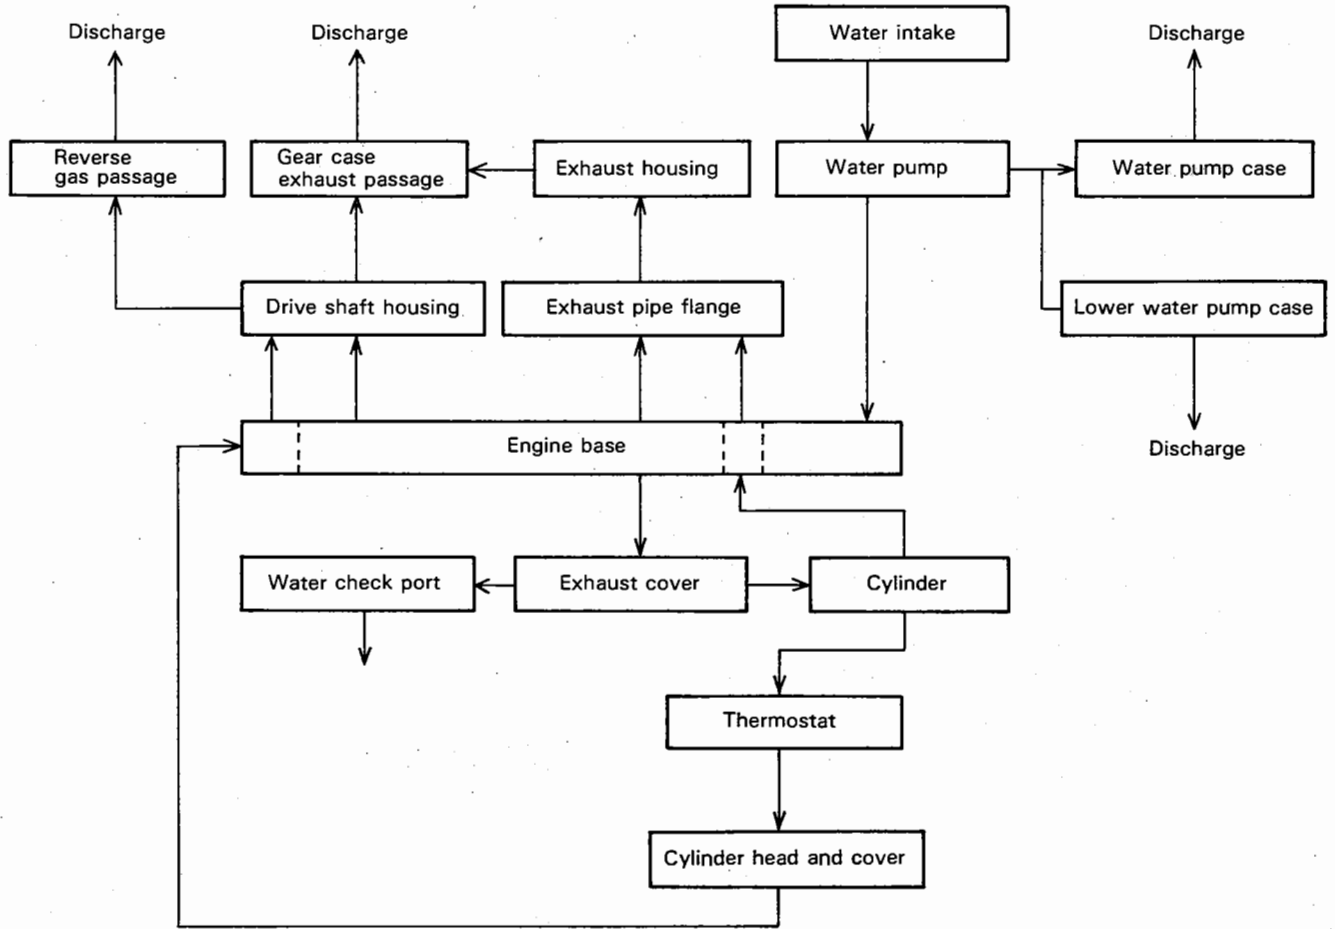 Discharge
Discharge
Water intake
Discharge
Reverse
gas passage
Gear case
exhaust passage
Exhaust housing
Water pump
Water pump case
Drive shaft housing
Exhaust pipe flange
Lower water pump case
Engine base
Discharge
Water check port
Exhaust cover
Cylinder
Thermostat
Cylinder head and cover